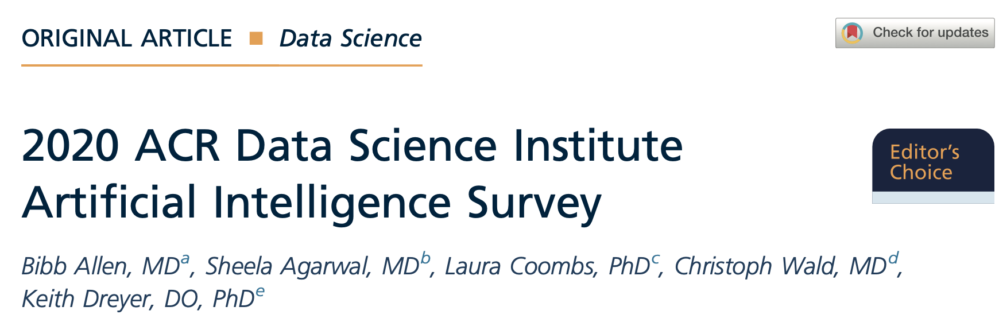 ORIGINAL ARTICLE ■ Data Science
Check for updates
2020 ACR Data Science Institute
Artificial Intelligence Survey
Editor's
Choice
Bibb Allen, MDa, Sheela Agarwal, MDb, Laura Coombs, PhDc, Christoph Wald, MDd,
Keith Dreyer, DO, PhDe